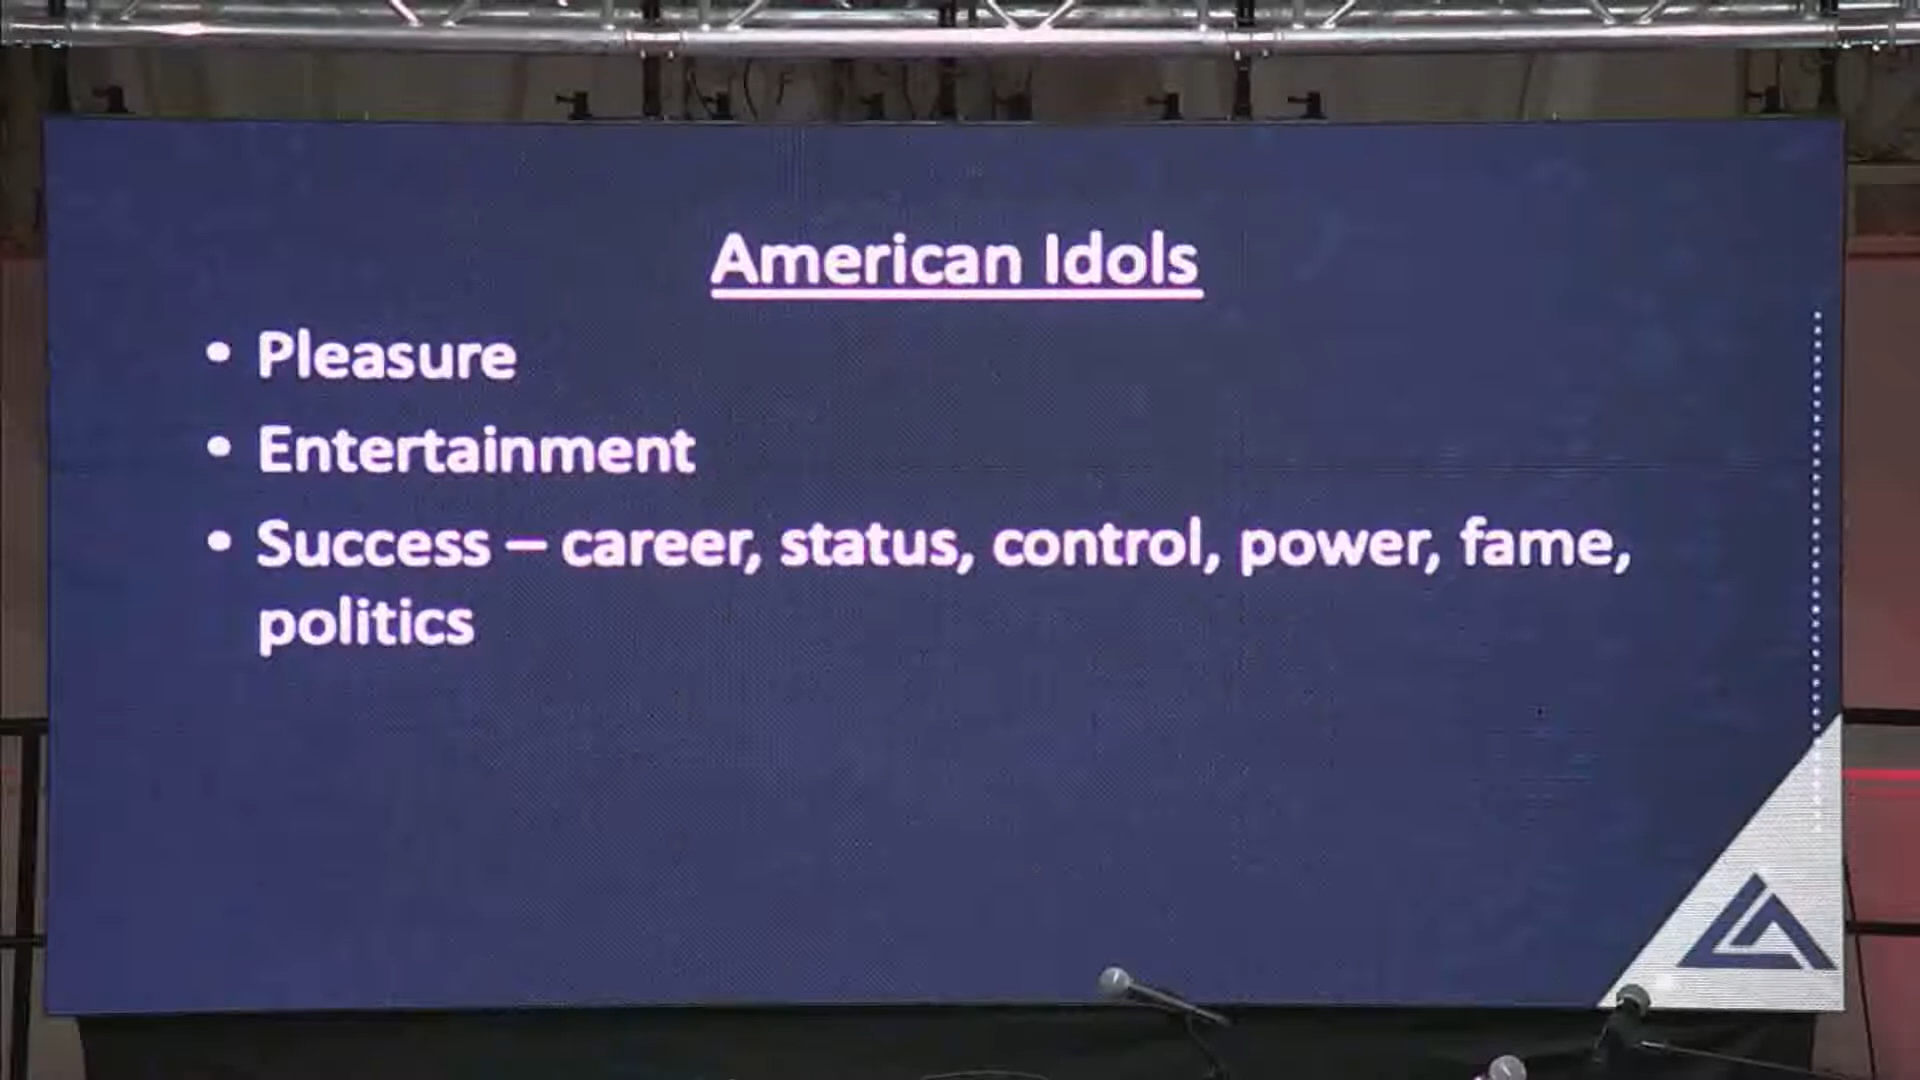 American Idols
• Pleasure
• Entertainment
• Success – career, status, control, power, fame,
politics